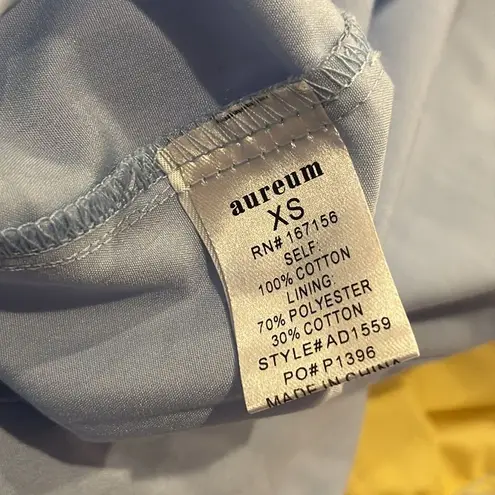 aureum
XS
RN# 167156
SELF:
100% COTTON
LINING:
70% POLYESTER
30% COTTON
STYLE# AD1559
PO# P1396
MADE IN CHINA